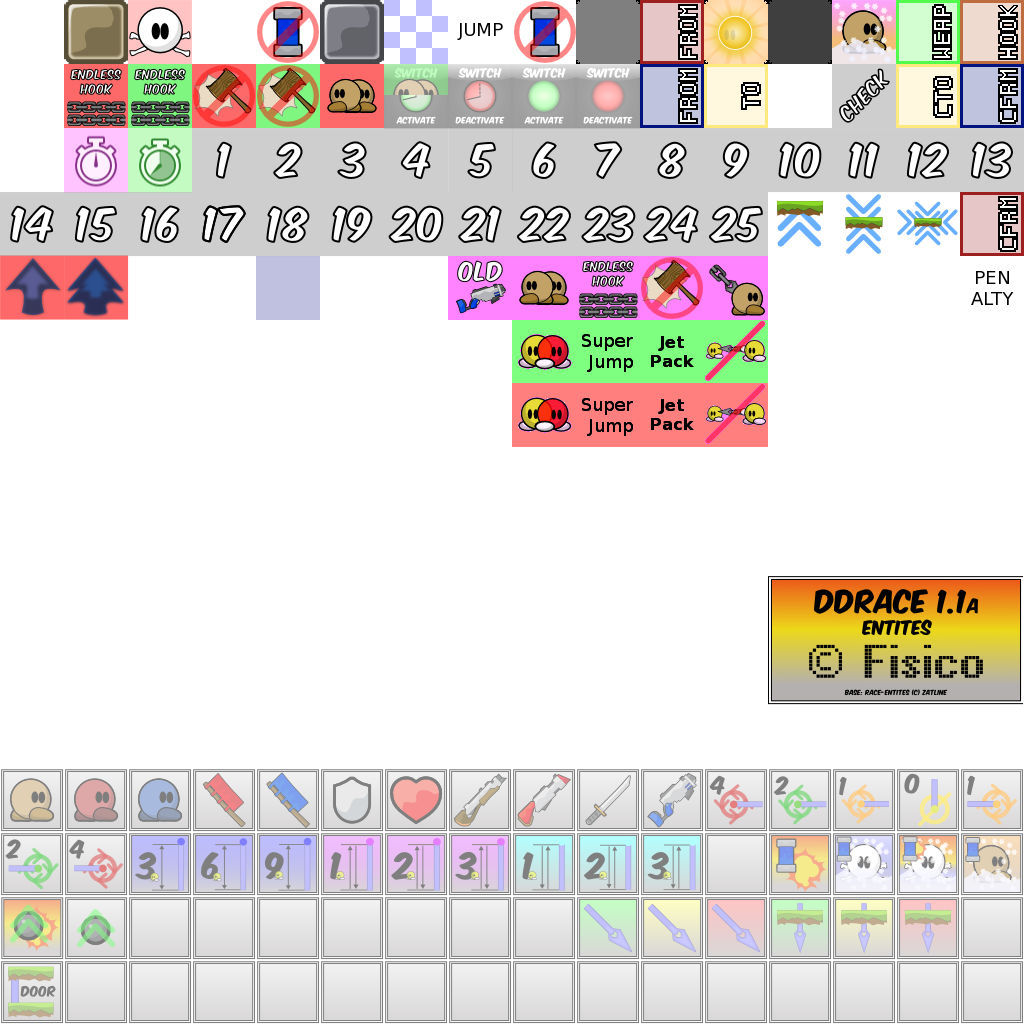 JUMP
FROM
WEAP
HOOK
ENDLESS
HOOK
ENDLESS
HOOK
SWITCH
ACTIVATE
SWITCH
DEACTIVATE
SWITCH
ACTIVATE
SWITCH
DEACTIVATE
FROM
TO
CHECK
CTO
CFRM
1 2 3 4 5 6 7 8 9 10 11 12 13
14 15 16 17 18 19 20 21 22 23 24 25
CFRM
OLD
ENDLESS
HOOK
PEN
ALTY
Super
Jump
Jet
Pack
Super
Jump
Jet
Pack
DDRACE 1.1A
ENTITES
© Fisico
BASE: RACE-ENTITES (C) ZATLINE
4 2 1 0 1
2 4 3 6 9 1 2 3 1 2 3
DOOR